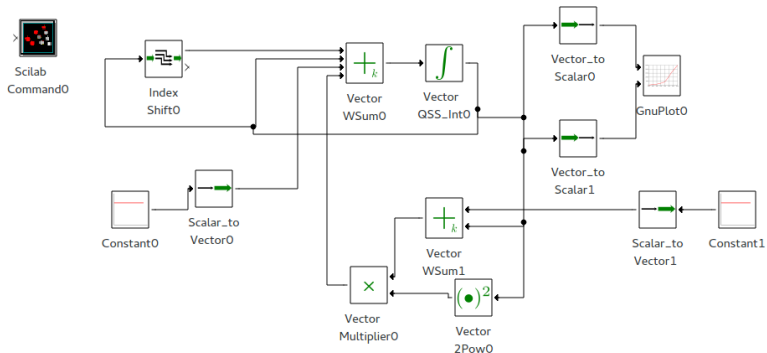 Scilab
Command0
Index
Shift0
k
Vector
WSum0
∫
Vector
QSS_Int0
Vector_to
Scalar0
GnuPlot0
Vector_to
Scalar1
Constant0
Scalar_to
Vector0
k
Vector
WSum1
Scalar_to
Vector1
Constant1
×
Vector
Multiplier0
(•)2
Vector
2Pow0